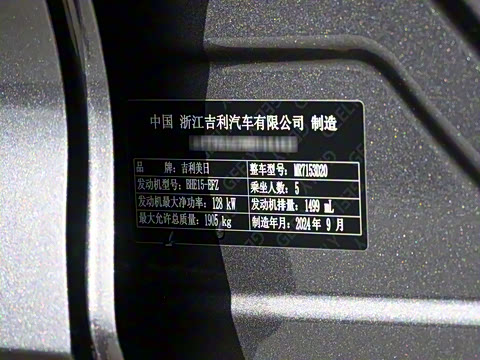 中国 浙江吉利汽车有限公司 制造
品 牌：吉利美日 整车型号：MR7153D20
发动机型号：BHE15-EFZ 乘坐人数：5
发动机最大净功率：128 kW 发动机排量：1499 mL
最大允许总质量：1905 kg 制造年月：2024 年 9 月